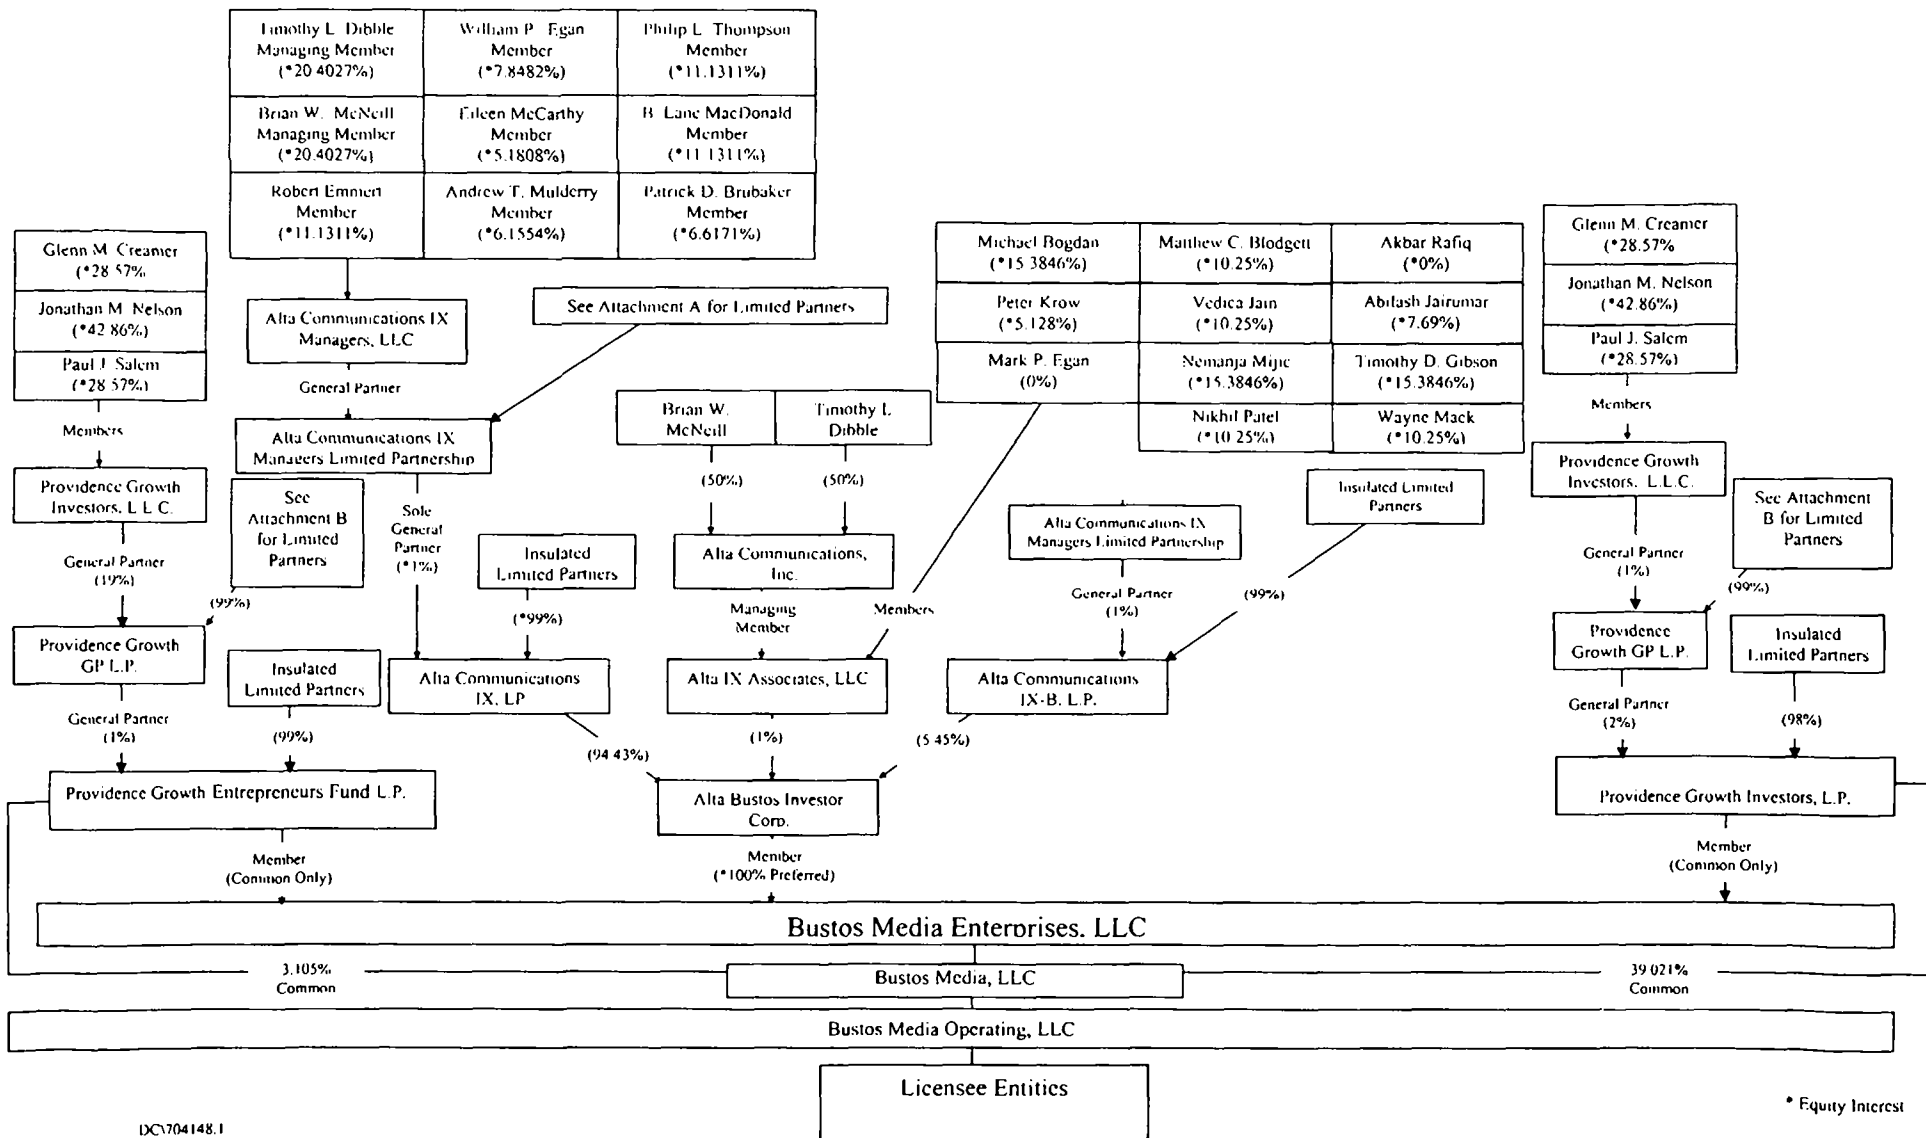 Timothy L. Dibble
Managing Member
(*20.4027%)
William P. Egan
Member
(*7.8482%)
Philip L. Thompson
Member
(*11.1311%)
Brian W. McNeill
Managing Member
(*20.4027%)
Eileen McCarthy
Member
(*5.1808%)
B. Lane MacDonald
Member
(*11.1311%)
Robert Emmert
Member
(*11.1311%)
Andrew T. Mulderry
Member
(*6.1554%)
Patrick D. Brubaker
Member
(*6.6171%)
Glenn M. Creamer
(*28.57%
Jonathan M. Nelson
(*42.86%)
Paul J. Salem
(*28.57%)
Members
Providence Growth
Investors, L.L.C.
General Partner
(19%)
See
Attachment B
for Limited
Partners
(99%)
Providence Growth
GP L.P.
Insulated
Limited Partners
General Partner
(1%)
(99%)
Providence Growth Entrepreneurs Fund L.P.
Member
(Common Only)
Alta Communications IX
Managers, LLC
See Attachment A for Limited Partners
General Partner
Alta Communications IX
Managers Limited Partnership
Sole
General
Partner
(*1%)
Insulated
Limited Partners
(*99%)
Alta Communications
IX, LP
(94.43%)
Brian W.
McNeill
Timothy L
Dibble
(50%)
(50%)
Alta Communications,
Inc.
Managing
Member
Members
Alta IX Associates, LLC
(1%)
Alta Bustos Investor
Corp.
Member
(*100% Preferred)
Michael Bogdan
(*15.3846%)
Matthew C. Blodgett
(*10.25%)
Akbar Rafiq
(*0%)
Peter Krow
(*5.128%)
Vedica Jain
(*10.25%)
Abilash Jairumar
(*7.69%)
Mark P. Egan
(0%)
Nemanja Mijic
(*15.3846%)
Timothy D. Gibson
(*15.3846%)
Nikhil Patel
(*10.25%)
Wayne Mack
(*10.25%)
Alta Communications IX
Managers Limited Partnership
Insulated Limited
Partners
General Partner
(1%)
(99%)
Alta Communications
IX-B, L.P.
(5.45%)
Glenn M. Creamer
(*28.57%
Jonathan M. Nelson
(*42.86%)
Paul J. Salem
(*28.57%)
Members
Providence Growth
Investors, L.L.C.
See Attachment
B for Limited
Partners
General Partner
(1%)
(99%)
Providence
Growth GP L.P.
Insulated
Limited Partners
General Partner
(2%)
(98%)
Providence Growth Investors, L.P.
Member
(Common Only)
Bustos Media Enterprises, LLC
3.105%
Common
Bustos Media, LLC
39.021%
Common
Bustos Media Operating, LLC
Licensee Entities
* Equity Interest
DC\704148.1